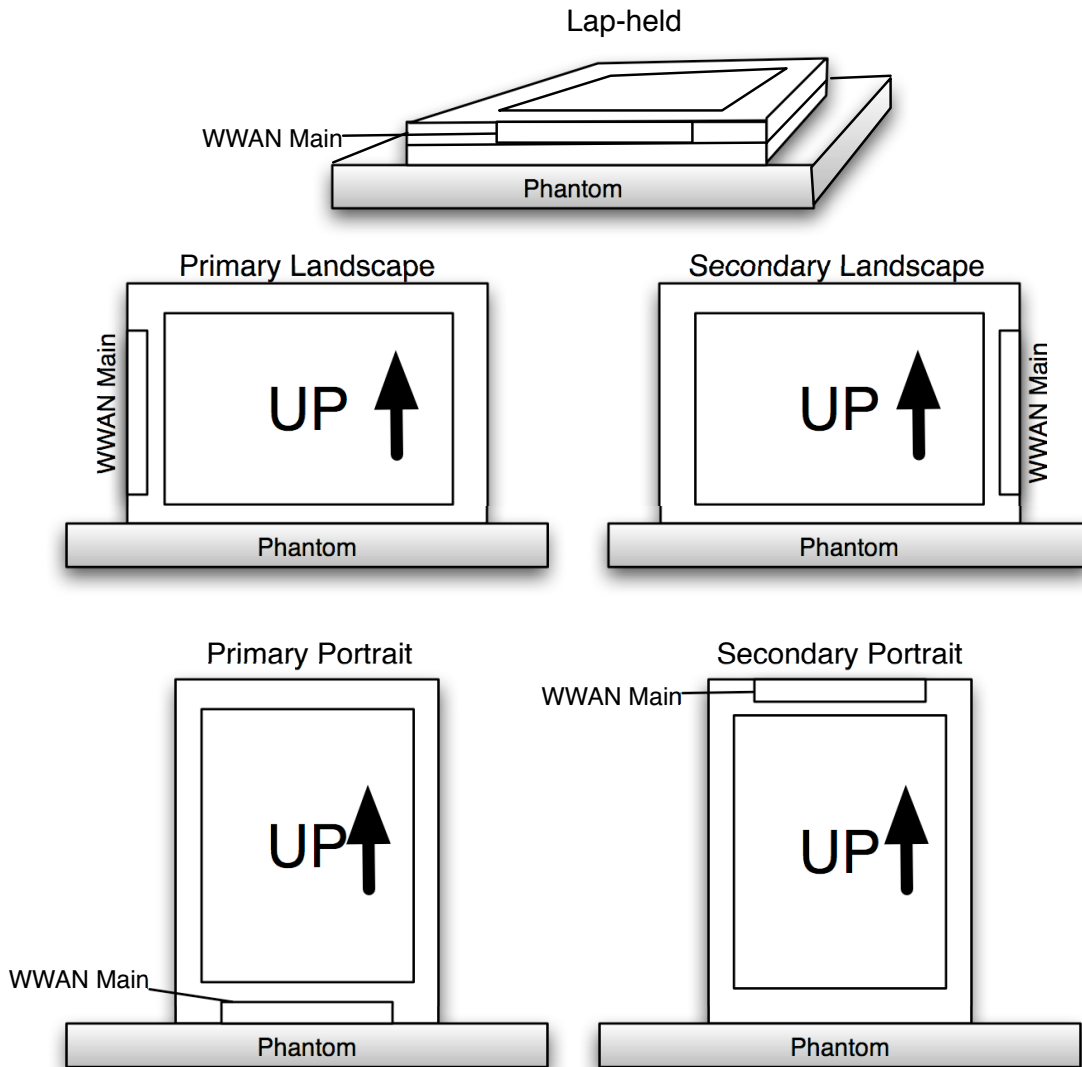 Lap-held
WWAN Main
Phantom
Primary Landscape
Secondary Landscape
WWAN Main
UP
UP
WWAN Main
Phantom
Phantom
Primary Portrait
Secondary Portrait
WWAN Main
UP
UP
WWAN Main
Phantom
Phantom